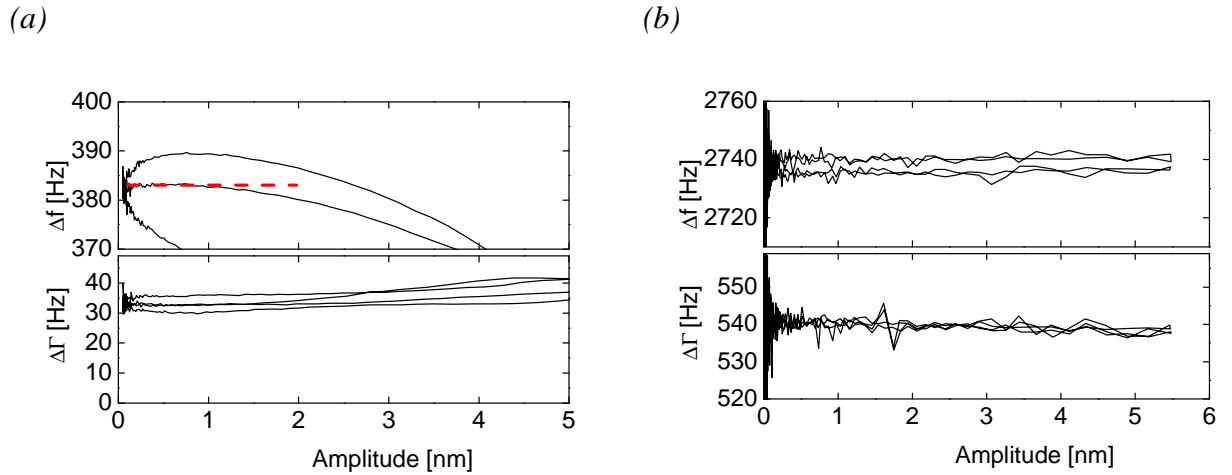 (a)
(b)
400
390
380
370
Δf [Hz]
40
30
20
10
0
ΔΓ [Hz]
0 1 2 3 4 5
Amplitude [nm]
2760
2740
2720
Δf [Hz]
550
540
530
520
ΔΓ [Hz]
0 1 2 3 4 5 6
Amplitude [nm]